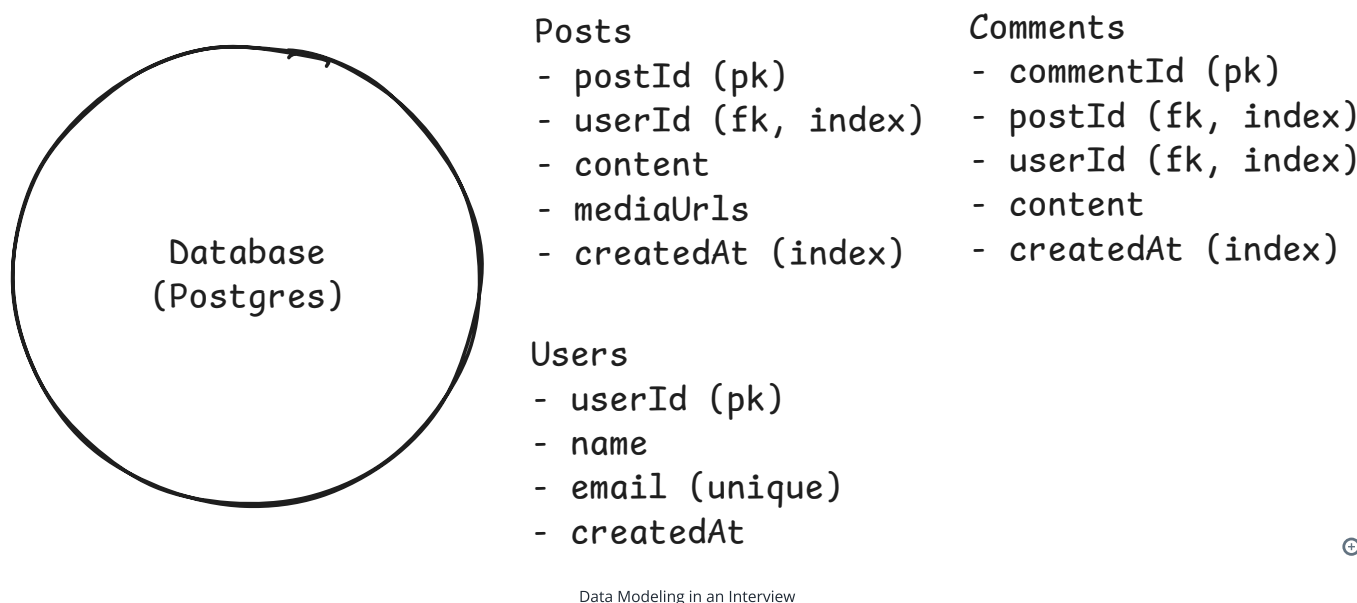 Database
(Postgres)
Posts
- postId (pk)
- userId (fk, index)
- content
- mediaUrls
- createdAt (index)
Comments
- commentId (pk)
- postId (fk, index)
- userId (fk, index)
- content
- createdAt (index)
Users
- userId (pk)
- name
- email (unique)
- createdAt
Data Modeling in an Interview